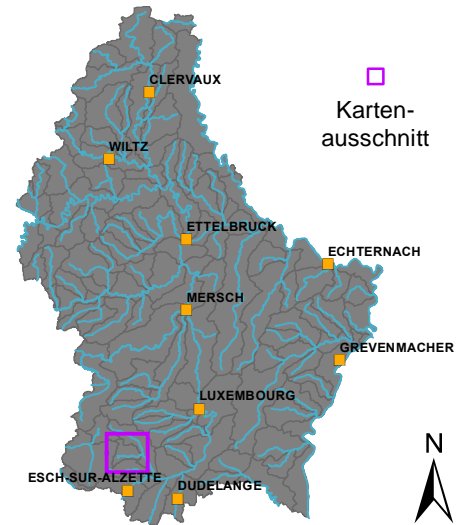 CLERVAUX
Karten-
ausschnitt
WILTZ
ETTELBRUCK
ECHTERNACH
MERSCH
GREVENMACHER
LUXEMBOURG
N
ESCH-SUR-ALZETTE
DUDELANGE